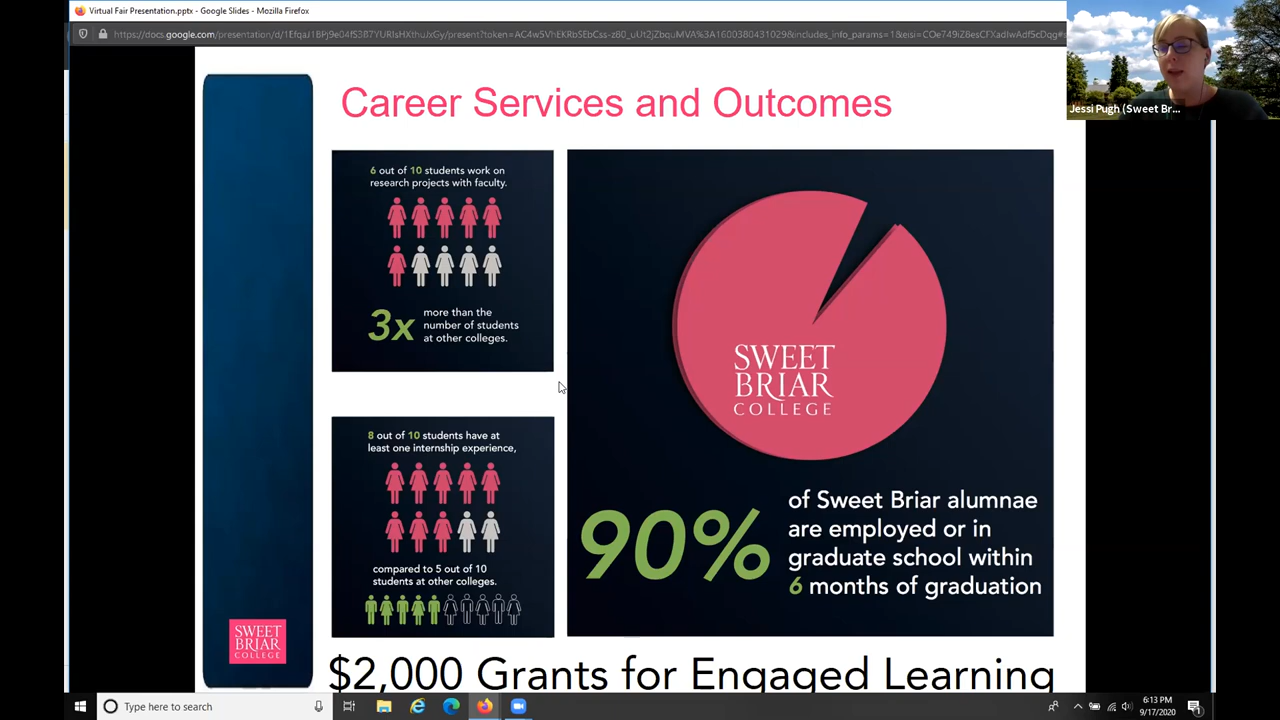 Virtual Fair Presentation.pptx - Google Slides - Mozilla Firefox
Jessi Pugh (Sweet Br...
Career Services and Outcomes
6 out of 10 students work on
research projects with faculty.
3x
more than the
number of students
at other colleges.
8 out of 10 students have at
least one internship experience,
compared to 5 out of 10
students at other colleges.
SWEET
BRIAR
COLLEGE
90%
of Sweet Briar alumnae
are employed or in
graduate school within
6 months of graduation
SWEET
BRIAR
COLLEGE
$2,000 Grants for Engaged Learning
Type here to search
6:13 PM
9/17/2020